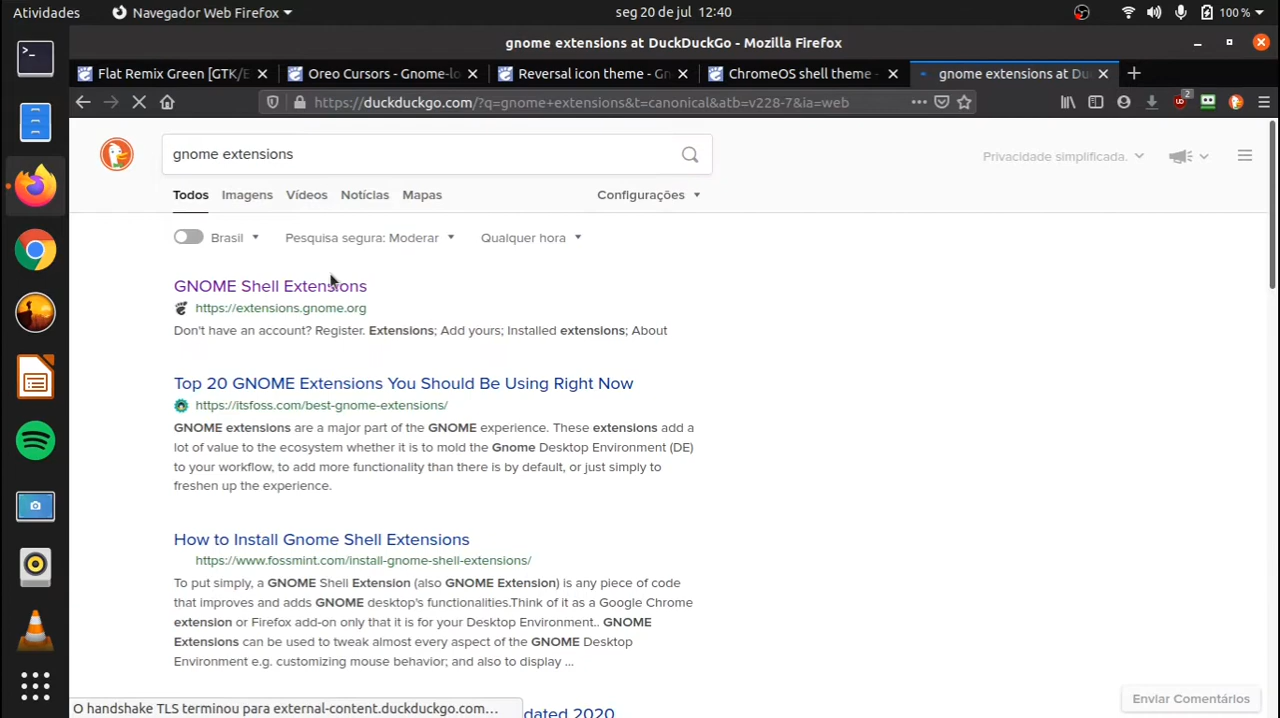 Atividades
Navegador Web Firefox
seg 20 de jul 12:40
100 %
gnome extensions at DuckDuckGo - Mozilla Firefox
Flat Remix Green [GTK/E
Oreo Cursors - Gnome-lo
Reversal icon theme - Gn
ChromeOS shell theme -
gnome extensions at Du
https://duckduckgo.com/?q=gnome+extensions&t=canonical&atb=v228-7&ia=web
2
gnome extensions
Privacidade simplificada.
Todos
Imagens
Vídeos
Notícias
Mapas
Configurações
Brasil
Pesquisa segura: Moderar
Qualquer hora
GNOME Shell Extensions
https://extensions.gnome.org
Don't have an account? Register. Extensions; Add yours; Installed extensions; About
Top 20 GNOME Extensions You Should Be Using Right Now
https://itsfoss.com/best-gnome-extensions/
GNOME extensions are a major part of the GNOME experience. These extensions add a
lot of value to the ecosystem whether it is to mold the Gnome Desktop Environment (DE)
to your workflow, to add more functionality than there is by default, or just simply to
freshen up the experience.
How to Install Gnome Shell Extensions
https://www.fossmint.com/install-gnome-shell-extensions/
To put simply, a GNOME Shell Extension (also GNOME Extension) is any piece of code
that improves and adds GNOME desktop's functionalities.Think of it as a Google Chrome
extension or Firefox add-on only that it is for your Desktop Environment.. GNOME
Extensions can be used to tweak almost every aspect of the GNOME Desktop
Environment e.g. customizing mouse behavior; and also to display ...
Enviar Comentários
O handshake TLS terminou para external-content.duckduckgo.com…
dated 2020